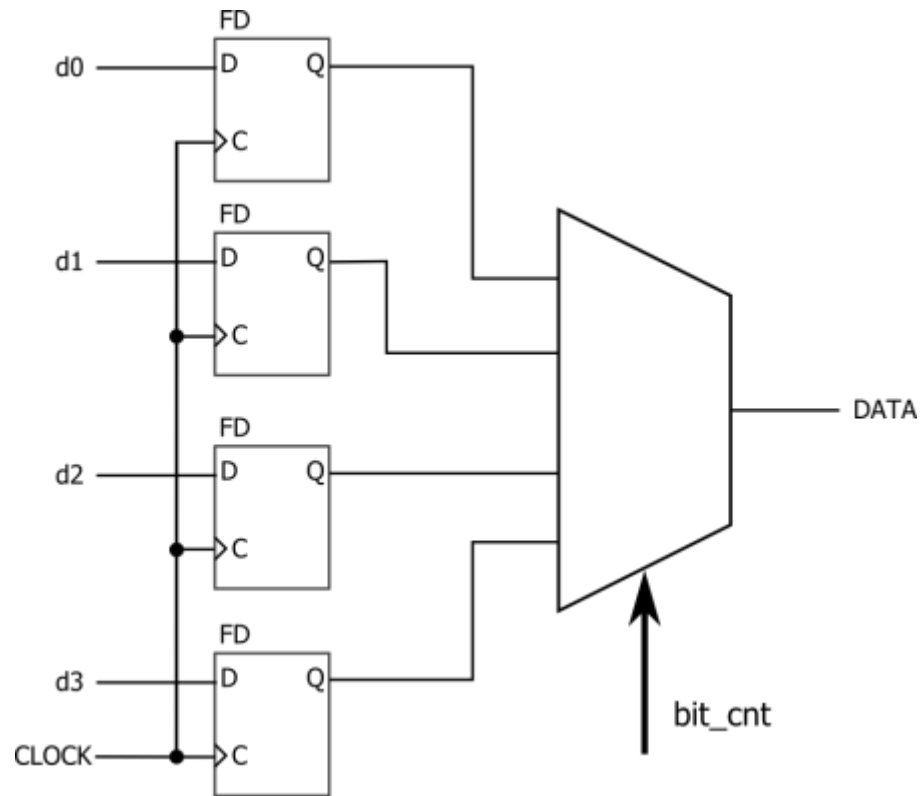 FD
d0 D Q
C
FD
d1 D Q
C
DATA
FD
d2 D Q
C
FD
d3 D Q
bit_cnt
CLOCK C